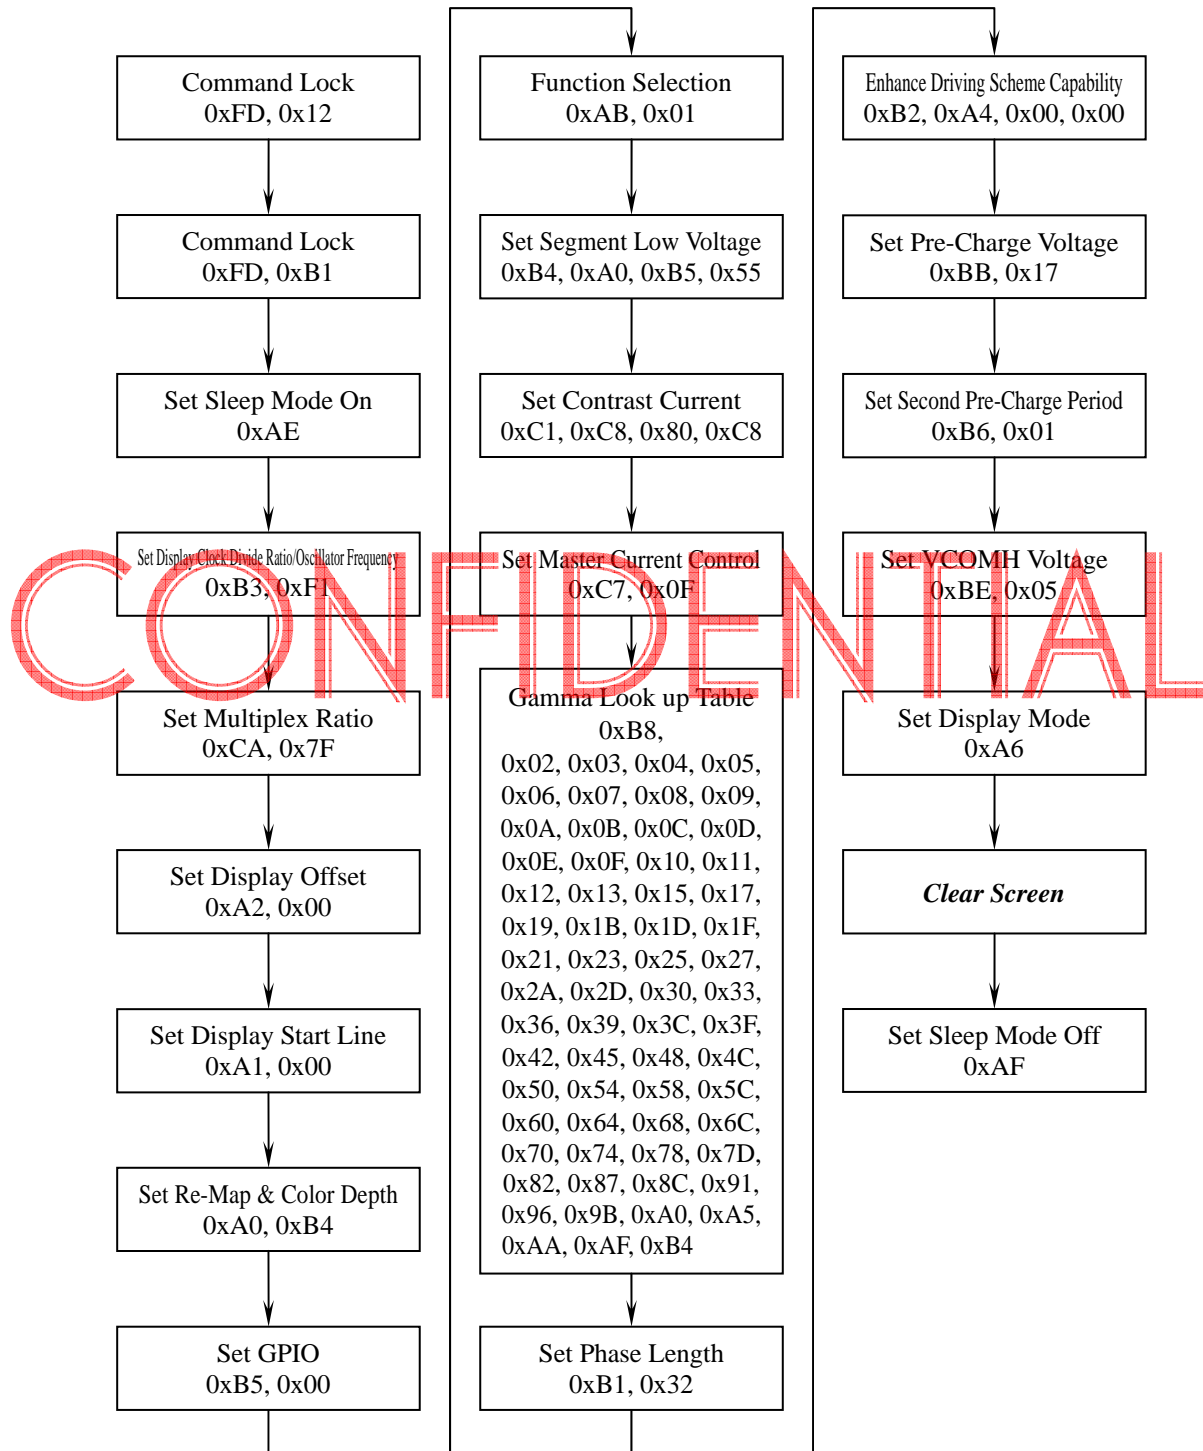 Command Lock
0xFD, 0x12
Command Lock
0xFD, 0xB1
Set Sleep Mode On
0xAE
Set Display Clock Divide Ratio/Oscillator Frequency
0xB3, 0xF1
Set Multiplex Ratio
0xCA, 0x7F
Set Display Offset
0xA2, 0x00
Set Display Start Line
0xA1, 0x00
Set Re-Map & Color Depth
0xA0, 0xB4
Set GPIO
0xB5, 0x00
Function Selection
0xAB, 0x01
Set Segment Low Voltage
0xB4, 0xA0, 0xB5, 0x55
Set Contrast Current
0xC1, 0xC8, 0x80, 0xC8
Set Master Current Control
0xC7, 0x0F
Gamma Look up Table
0xB8,
0x02, 0x03, 0x04, 0x05,
0x06, 0x07, 0x08, 0x09,
0x0A, 0x0B, 0x0C, 0x0D,
0x0E, 0x0F, 0x10, 0x11,
0x12, 0x13, 0x15, 0x17,
0x19, 0x1B, 0x1D, 0x1F,
0x21, 0x23, 0x25, 0x27,
0x2A, 0x2D, 0x30, 0x33,
0x36, 0x39, 0x3C, 0x3F,
0x42, 0x45, 0x48, 0x4C,
0x50, 0x54, 0x58, 0x5C,
0x60, 0x64, 0x68, 0x6C,
0x70, 0x74, 0x78, 0x7D,
0x82, 0x87, 0x8C, 0x91,
0x96, 0x9B, 0xA0, 0xA5,
0xAA, 0xAF, 0xB4
Set Phase Length
0xB1, 0x32
Enhance Driving Scheme Capability
0xB2, 0xA4, 0x00, 0x00
Set Pre-Charge Voltage
0xBB, 0x17
Set Second Pre-Charge Period
0xB6, 0x01
Set VCOMH Voltage
0xBE, 0x05
Set Display Mode
0xA6
Clear Screen
Set Sleep Mode Off
0xAF
CONFIDENTIAL